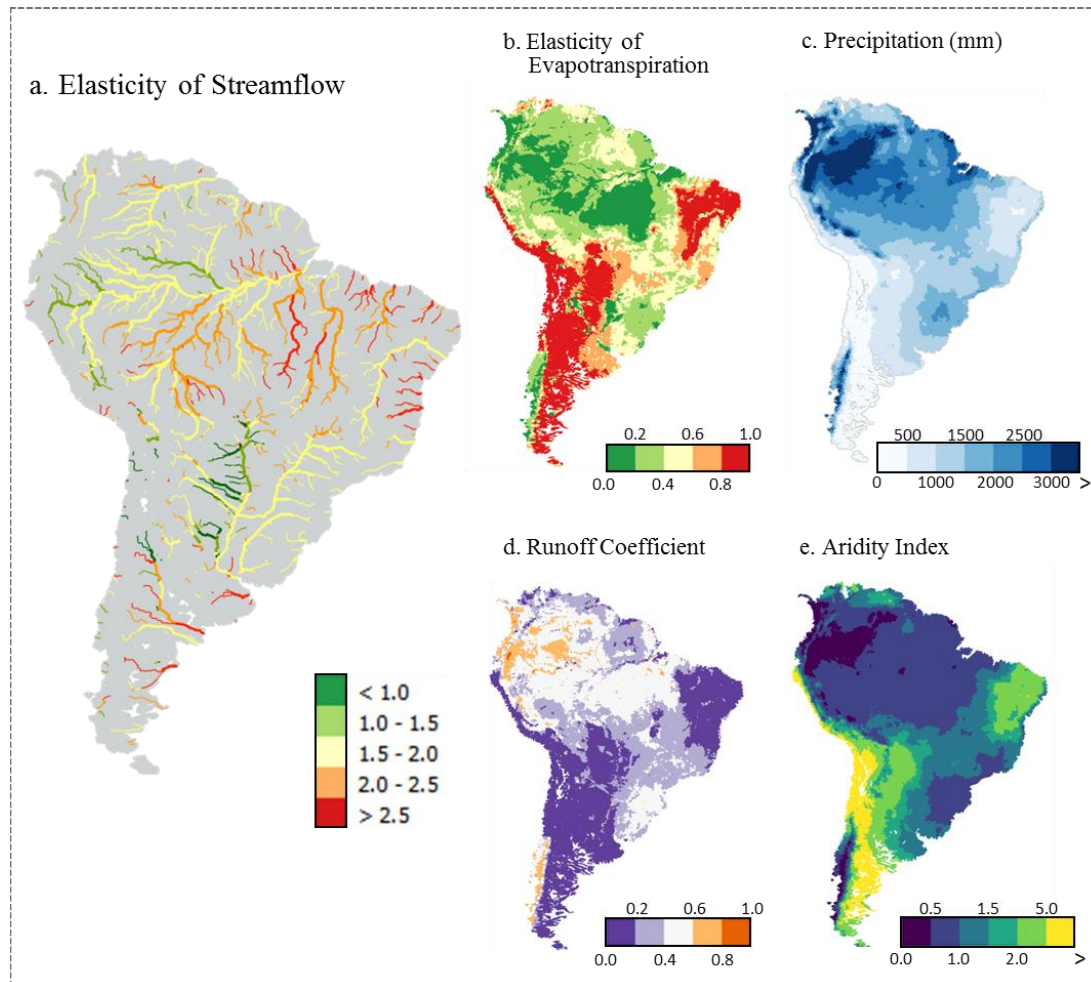 a. Elasticity of Streamflow
< 1.0
1.0 - 1.5
1.5 - 2.0
2.0 - 2.5
> 2.5
b. Elasticity of
Evapotranspiration
0.2 0.6 1.0
0.0 0.4 0.8
c. Precipitation (mm)
500 1500 2500
0 1000 2000 3000 >
d. Runoff Coefficient
0.2 0.6 1.0
0.0 0.4 0.8
e. Aridity Index
0.5 1.5 5.0
0.0 1.0 2.0 >